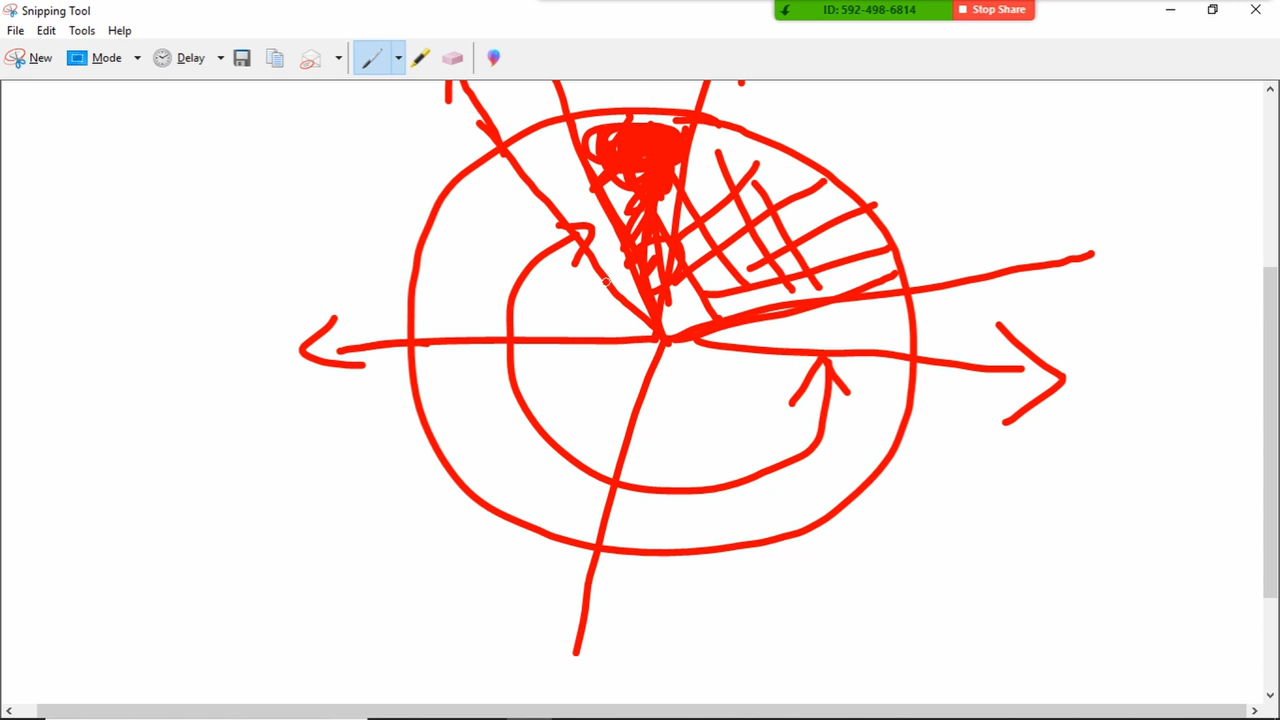 Snipping Tool
ID: 592-498-6814
Stop Share
File Edit Tools Help
New Mode Delay